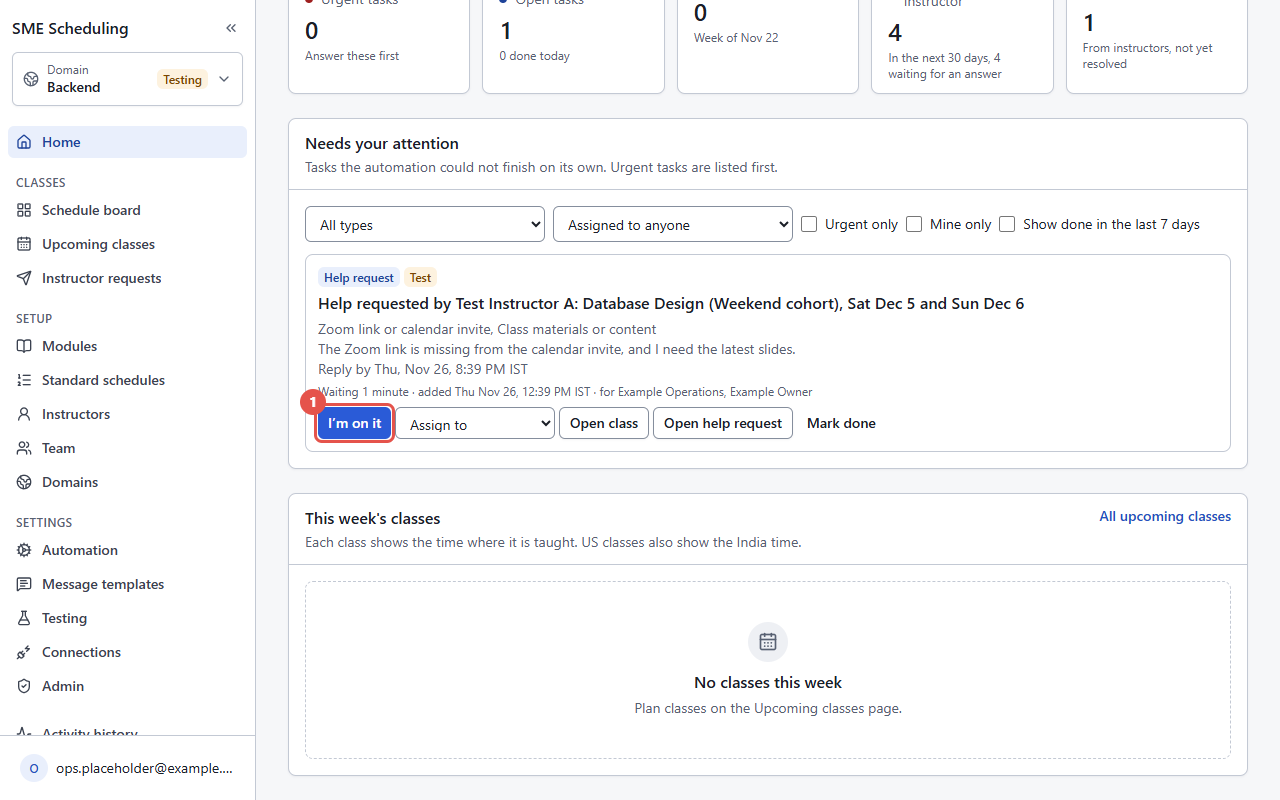 SME Scheduling
Domain
Backend
Testing
Home
CLASSES
Schedule board
Upcoming classes
Instructor requests
SETUP
Modules
Standard schedules
Instructors
Team
Domains
SETTINGS
Automation
Message templates
Testing
Connections
Admin
Activity history
O
ops.placeholder@example....
Urgent tasks
0
Answer these first
Open tasks
1
0 done today
0
Week of Nov 22
Instructor
4
In the next 30 days, 4
waiting for an answer
1
From instructors, not yet
resolved
Needs your attention
Tasks the automation could not finish on its own. Urgent tasks are listed first.
All types
Assigned to anyone
Urgent only
Mine only
Show done in the last 7 days
Help request
Test
Help requested by Test Instructor A: Database Design (Weekend cohort), Sat Dec 5 and Sun Dec 6
Zoom link or calendar invite, Class materials or content
The Zoom link is missing from the calendar invite, and I need the latest slides.
Reply by Thu, Nov 26, 8:39 PM IST
Waiting 1 minute · added Thu Nov 26, 12:39 PM IST · for Example Operations, Example Owner
1
I'm on it
Assign to
Open class
Open help request
Mark done
This week's classes
All upcoming classes
Each class shows the time where it is taught. US classes also show the India time.
No classes this week
Plan classes on the Upcoming classes page.